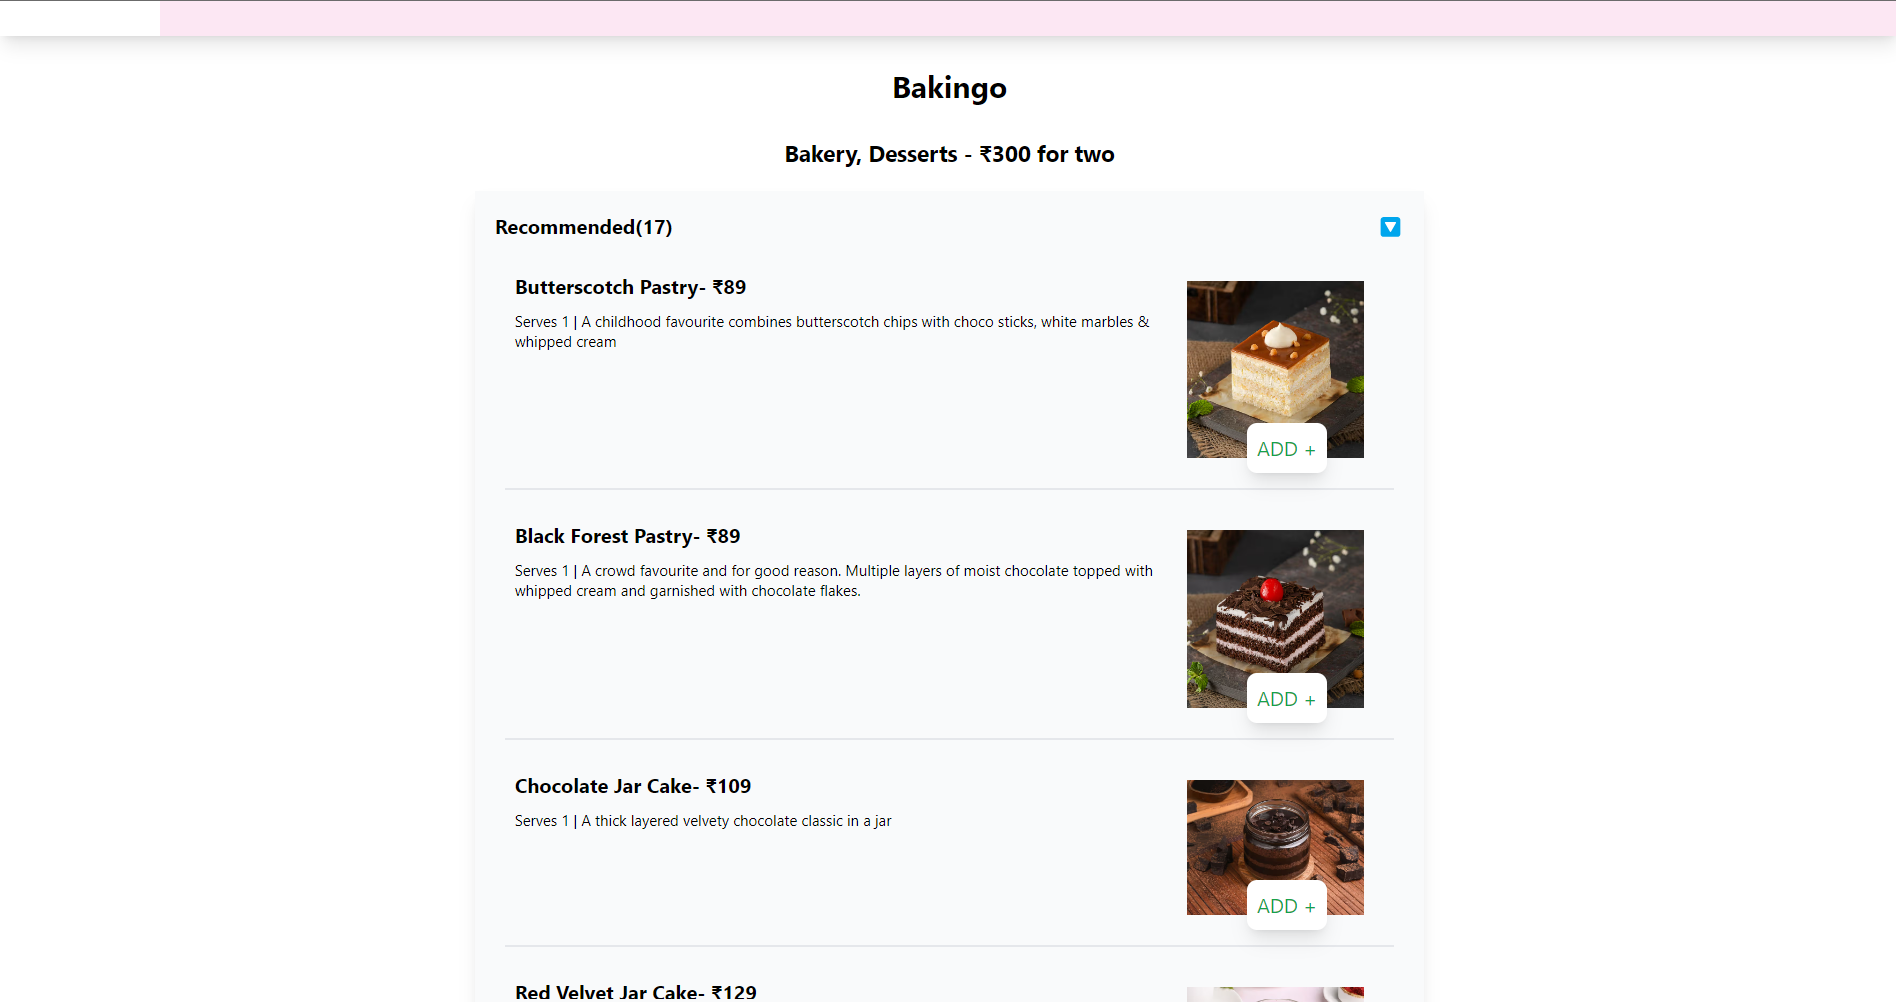 Bakingo
Bakery, Desserts - ₹300 for two
Recommended(17)
Butterscotch Pastry- ₹89
Serves 1 | A childhood favourite combines butterscotch chips with choco sticks, white marbles &
whipped cream
ADD +
Black Forest Pastry- ₹89
Serves 1 | A crowd favourite and for good reason. Multiple layers of moist chocolate topped with
whipped cream and garnished with chocolate flakes.
ADD +
Chocolate Jar Cake- ₹109
Serves 1 | A thick layered velvety chocolate classic in a jar
ADD +
Red Velvet Jar Cake- ₹129